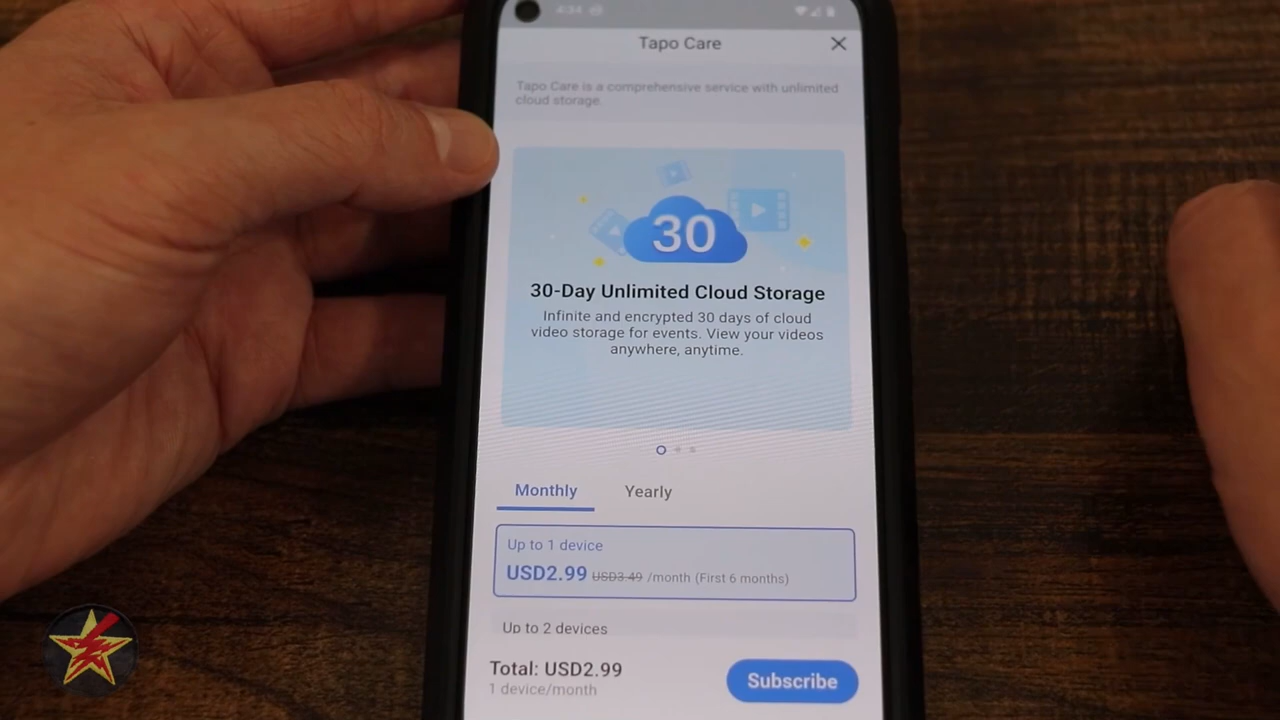 4:34
Tapo Care
Tapo Care is a comprehensive service with unlimited
cloud storage.
30
30-Day Unlimited Cloud Storage
Infinite and encrypted 30 days of cloud
video storage for events. View your videos
anywhere, anytime.
Monthly Yearly
Up to 1 device
USD2.99 USD3.49 /month (First 6 months)
Up to 2 devices
Total: USD2.99
1 device/month
Subscribe